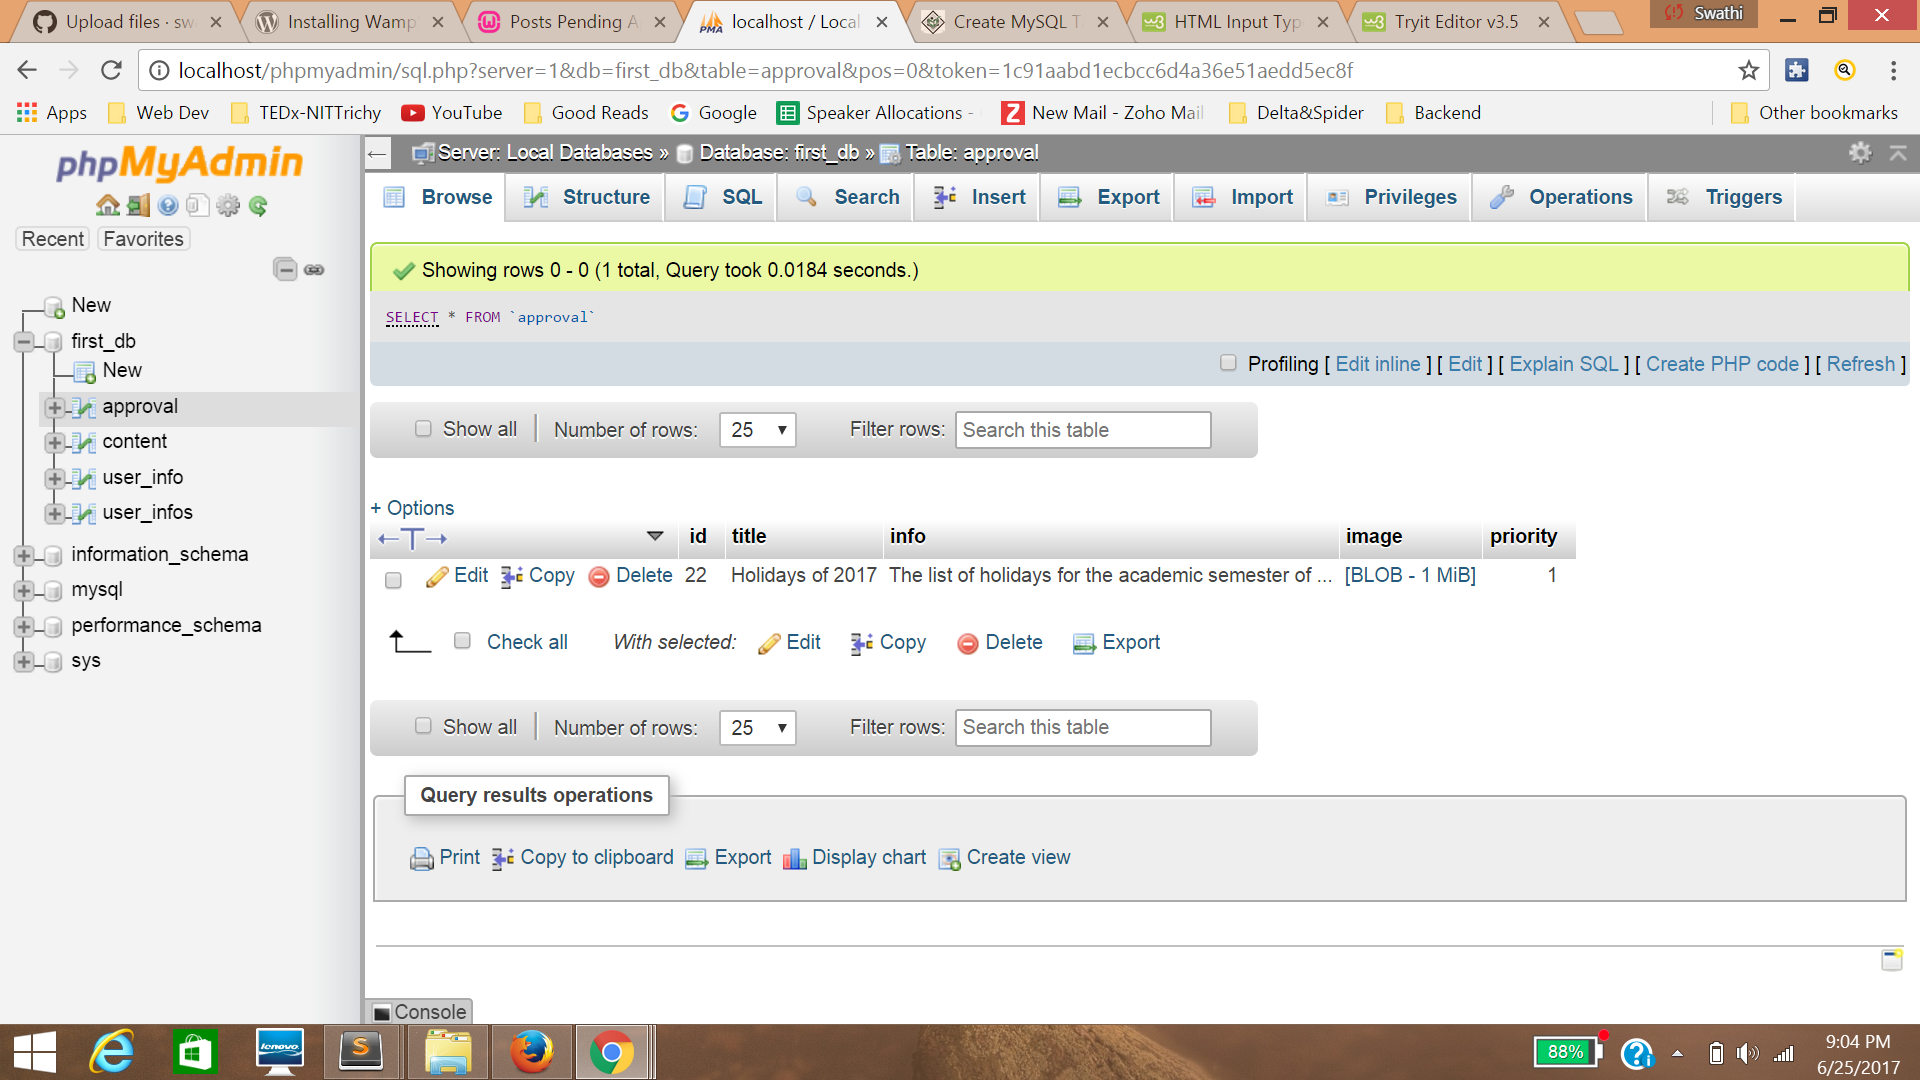 Upload files · swa
Installing Wamp
Posts Pending A
localhost / Local
Create MySQL T
HTML Input Typ
Tryit Editor v3.5
Swathi
localhost/phpmyadmin/sql.php?server=1&db=first_db&table=approval&pos=0&token=1c91aabd1ecbcc6d4a36e51aedd5ec8f
Apps
Web Dev
TEDx-NITTrichy
YouTube
Good Reads
Google
Speaker Allocations -
New Mail - Zoho Mail
Delta&Spider
Backend
Other bookmarks
phpMyAdmin
Recent
Favorites
New
first_db
New
approval
content
user_info
user_infos
information_schema
mysql
performance_schema
sys
Server: Local Databases » Database: first_db » Table: approval
Browse
Structure
SQL
Search
Insert
Export
Import
Privileges
Operations
Triggers
Showing rows 0 - 0 (1 total, Query took 0.0184 seconds.)
SELECT * FROM `approval`
Profiling [ Edit inline ] [ Edit ] [ Explain SQL ] [ Create PHP code ] [ Refresh ]
Show all
Number of rows: 25
Filter rows: Search this table
+ Options
id title info image priority
Edit Copy Delete 22 Holidays of 2017 The list of holidays for the academic semester of ... [BLOB - 1 MiB] 1
Check all With selected: Edit Copy Delete Export
Show all
Number of rows: 25
Filter rows: Search this table
Query results operations
Print Copy to clipboard Export Display chart Create view
Console
lenovo
88%
9:04 PM
6/25/2017